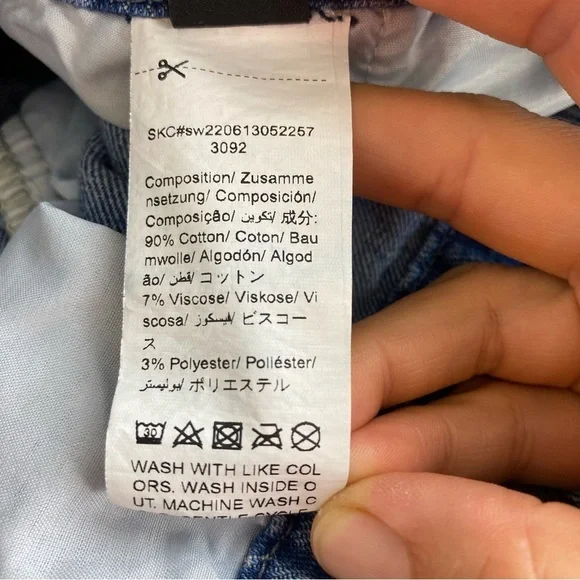 SKC#sw220613052257
3092
Composition/ Zusamme
nsetzung/ Composición/
Composição/ تكوين/ 成分:
90% Cotton/ Coton/ Bau
mwolle/ Algodón/ Algod
ão/ قطن/ コットン
7% Viscose/ Viskose/ Vi
scosa/ فيسكوز/ ビスコー
ス
3% Polyester/ Poliéster/
بوليستر/ ポリエステル
30
WASH WITH LIKE COL
ORS. WASH INSIDE O
UT. MACHINE WASH C
GENTLE CYCLE